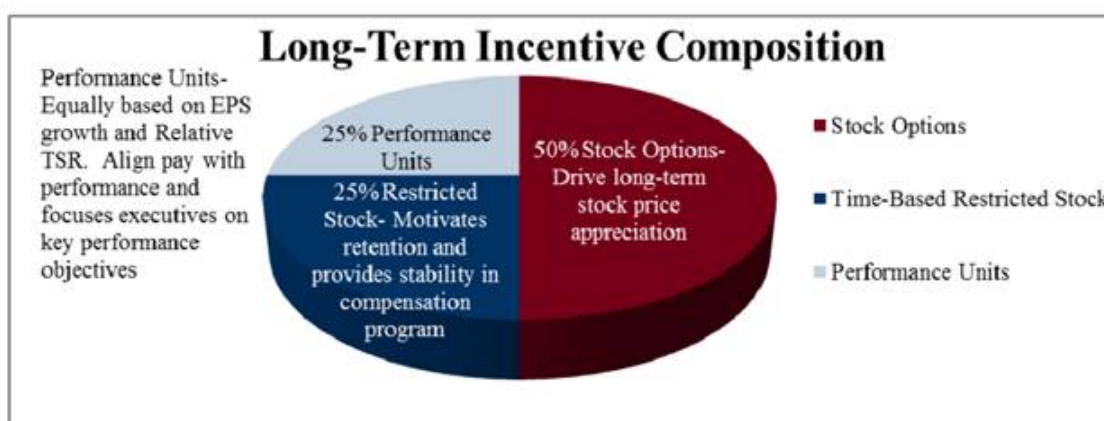 Long-Term Incentive Composition
Performance Units-
Equally based on EPS
growth and Relative
TSR. Align pay with
performance and
focuses executives on
key performance
objectives
25% Performance
Units
25% Restricted
Stock- Motivates
retention and
provides stability in
compensation
program
50% Stock Options-
Drive long-term
stock price
appreciation
Stock Options
Time-Based Restricted Stock
Performance Units